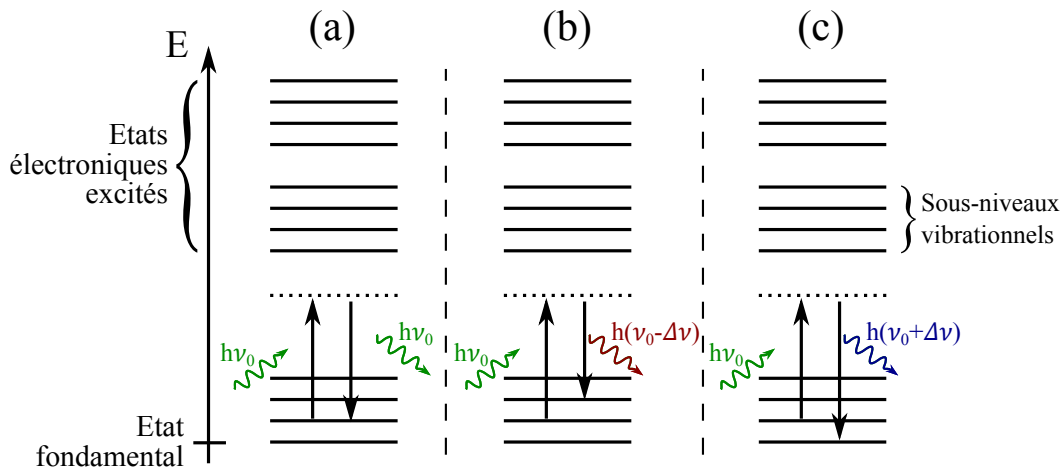 (a)
(b)
(c)
E
Etats
électroniques
excités
Sous-niveaux
vibrationnels
hν₀
hν₀
hν₀
h(ν₀-Δν)
hν₀
h(ν₀+Δν)
Etat
fondamental